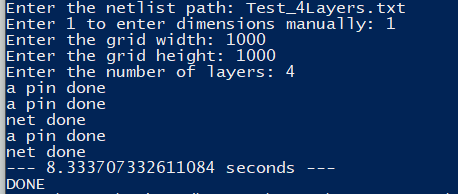 Enter the netlist path: Test_4Layers.txt
Enter 1 to enter dimensions manually: 1
Enter the grid width: 1000
Enter the grid height: 1000
Enter the number of layers: 4
a pin done
a pin done
net done
a pin done
net done
--- 8.333707332611084 seconds ---
DONE